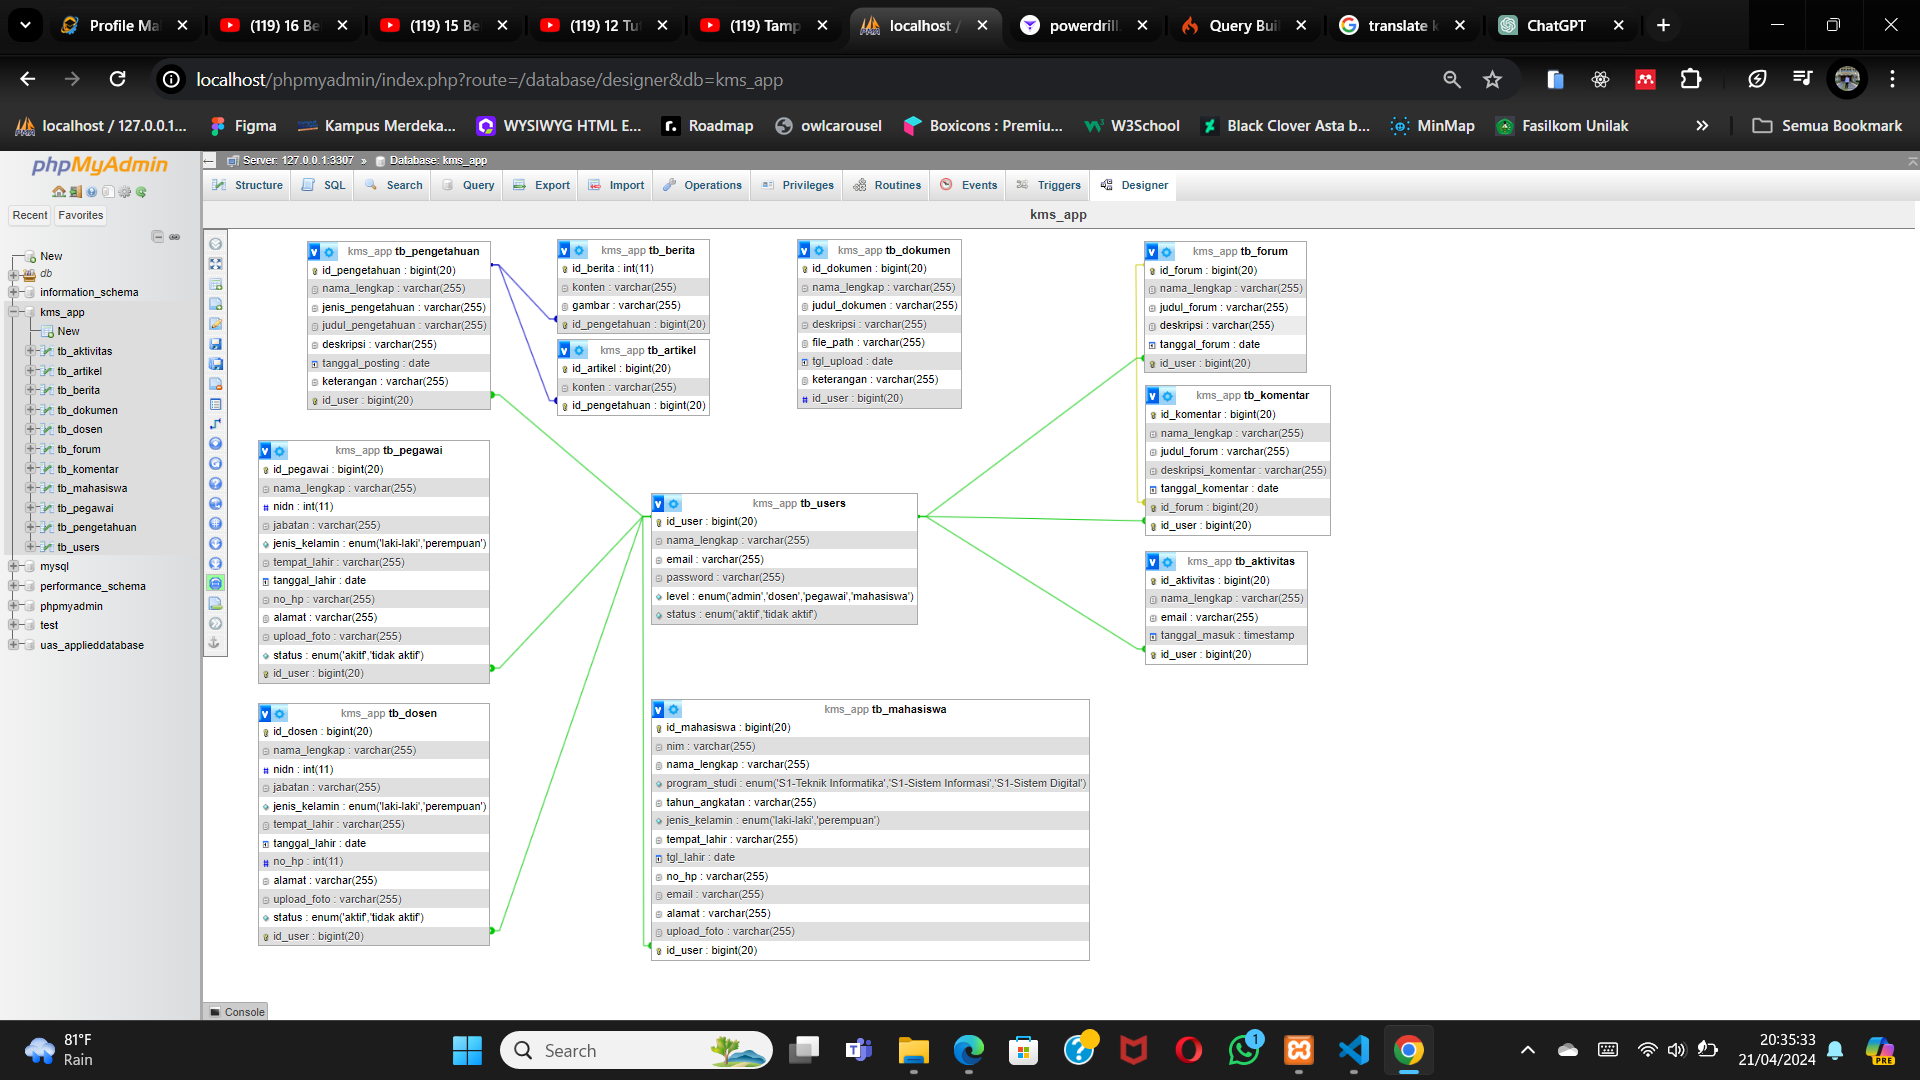 Profile Ma
(119) 16 Be
(119) 15 Be
(119) 12 Tu
(119) Tamp
localhost /
powerdrill.
Query Buil
translate k
ChatGPT
localhost/phpmyadmin/index.php?route=/database/designer&db=kms_app
localhost / 127.0.0.1...
Figma
Kampus Merdeka...
WYSIWYG HTML E...
Roadmap
owlcarousel
Boxicons : Premiu...
W3School
Black Clover Asta b...
MinMap
Fasilkom Unilak
Semua Bookmark
phpMyAdmin
Recent
Favorites
New
db
information_schema
kms_app
New
tb_aktivitas
tb_artikel
tb_berita
tb_dokumen
tb_dosen
tb_forum
tb_komentar
tb_mahasiswa
tb_pegawai
tb_pengetahuan
tb_users
mysql
performance_schema
phpmyadmin
test
uas_applieddatabase
Server: 127.0.0.1:3307 » Database: kms_app
Structure
SQL
Search
Query
Export
Import
Operations
Privileges
Routines
Events
Triggers
Designer
kms_app
kms_app tb_pengetahuan
id_pengetahuan : bigint(20)
nama_lengkap : varchar(255)
jenis_pengetahuan : varchar(255)
judul_pengetahuan : varchar(255)
deskripsi : varchar(255)
tanggal_posting : date
keterangan : varchar(255)
id_user : bigint(20)
kms_app tb_berita
id_berita : int(11)
konten : varchar(255)
gambar : varchar(255)
id_pengetahuan : bigint(20)
kms_app tb_artikel
id_artikel : bigint(20)
konten : varchar(255)
id_pengetahuan : bigint(20)
kms_app tb_dokumen
id_dokumen : bigint(20)
nama_lengkap : varchar(255)
judul_dokumen : varchar(255)
deskripsi : varchar(255)
file_path : varchar(255)
tgl_upload : date
keterangan : varchar(255)
id_user : bigint(20)
kms_app tb_forum
id_forum : bigint(20)
nama_lengkap : varchar(255)
judul_forum : varchar(255)
deskripsi : varchar(255)
tanggal_forum : date
id_user : bigint(20)
kms_app tb_komentar
id_komentar : bigint(20)
nama_lengkap : varchar(255)
judul_forum : varchar(255)
deskripsi_komentar : varchar(255)
tanggal_komentar : date
id_forum : bigint(20)
id_user : bigint(20)
kms_app tb_pegawai
id_pegawai : bigint(20)
nama_lengkap : varchar(255)
nidn : int(11)
jabatan : varchar(255)
jenis_kelamin : enum('laki-laki','perempuan')
tempat_lahir : varchar(255)
tanggal_lahir : date
no_hp : varchar(255)
alamat : varchar(255)
upload_foto : varchar(255)
status : enum('akitf','tidak aktif')
id_user : bigint(20)
kms_app tb_users
id_user : bigint(20)
nama_lengkap : varchar(255)
email : varchar(255)
password : varchar(255)
level : enum('admin','dosen','pegawai','mahasiswa')
status : enum('aktif','tidak aktif')
kms_app tb_aktivitas
id_aktivitas : bigint(20)
nama_lengkap : varchar(255)
email : varchar(255)
tanggal_masuk : timestamp
id_user : bigint(20)
kms_app tb_dosen
id_dosen : bigint(20)
nama_lengkap : varchar(255)
nidn : int(11)
jabatan : varchar(255)
jenis_kelamin : enum('laki-laki','perempuan')
tempat_lahir : varchar(255)
tanggal_lahir : date
no_hp : int(11)
alamat : varchar(255)
upload_foto : varchar(255)
status : enum('aktif','tidak aktif')
id_user : bigint(20)
kms_app tb_mahasiswa
id_mahasiswa : bigint(20)
nim : varchar(255)
nama_lengkap : varchar(255)
program_studi : enum('S1-Teknik Informatika','S1-Sistem Informasi','S1-Sistem Digital')
tahun_angkatan : varchar(255)
jenis_kelamin : enum('laki-laki','perempuan')
tempat_lahir : varchar(255)
tgl_lahir : date
no_hp : varchar(255)
email : varchar(255)
alamat : varchar(255)
upload_foto : varchar(255)
id_user : bigint(20)
Console
81°F
Rain
Search
1
20:35:33
21/04/2024
PRE